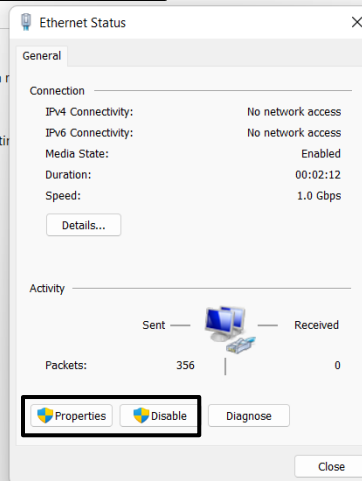 Ethernet Status
General
Connection
IPv4 Connectivity: No network access
IPv6 Connectivity: No network access
Media State: Enabled
Duration: 00:02:12
Speed: 1.0 Gbps
Details...
Activity
Sent Received
Packets: 356 0
Properties Disable Diagnose
Close